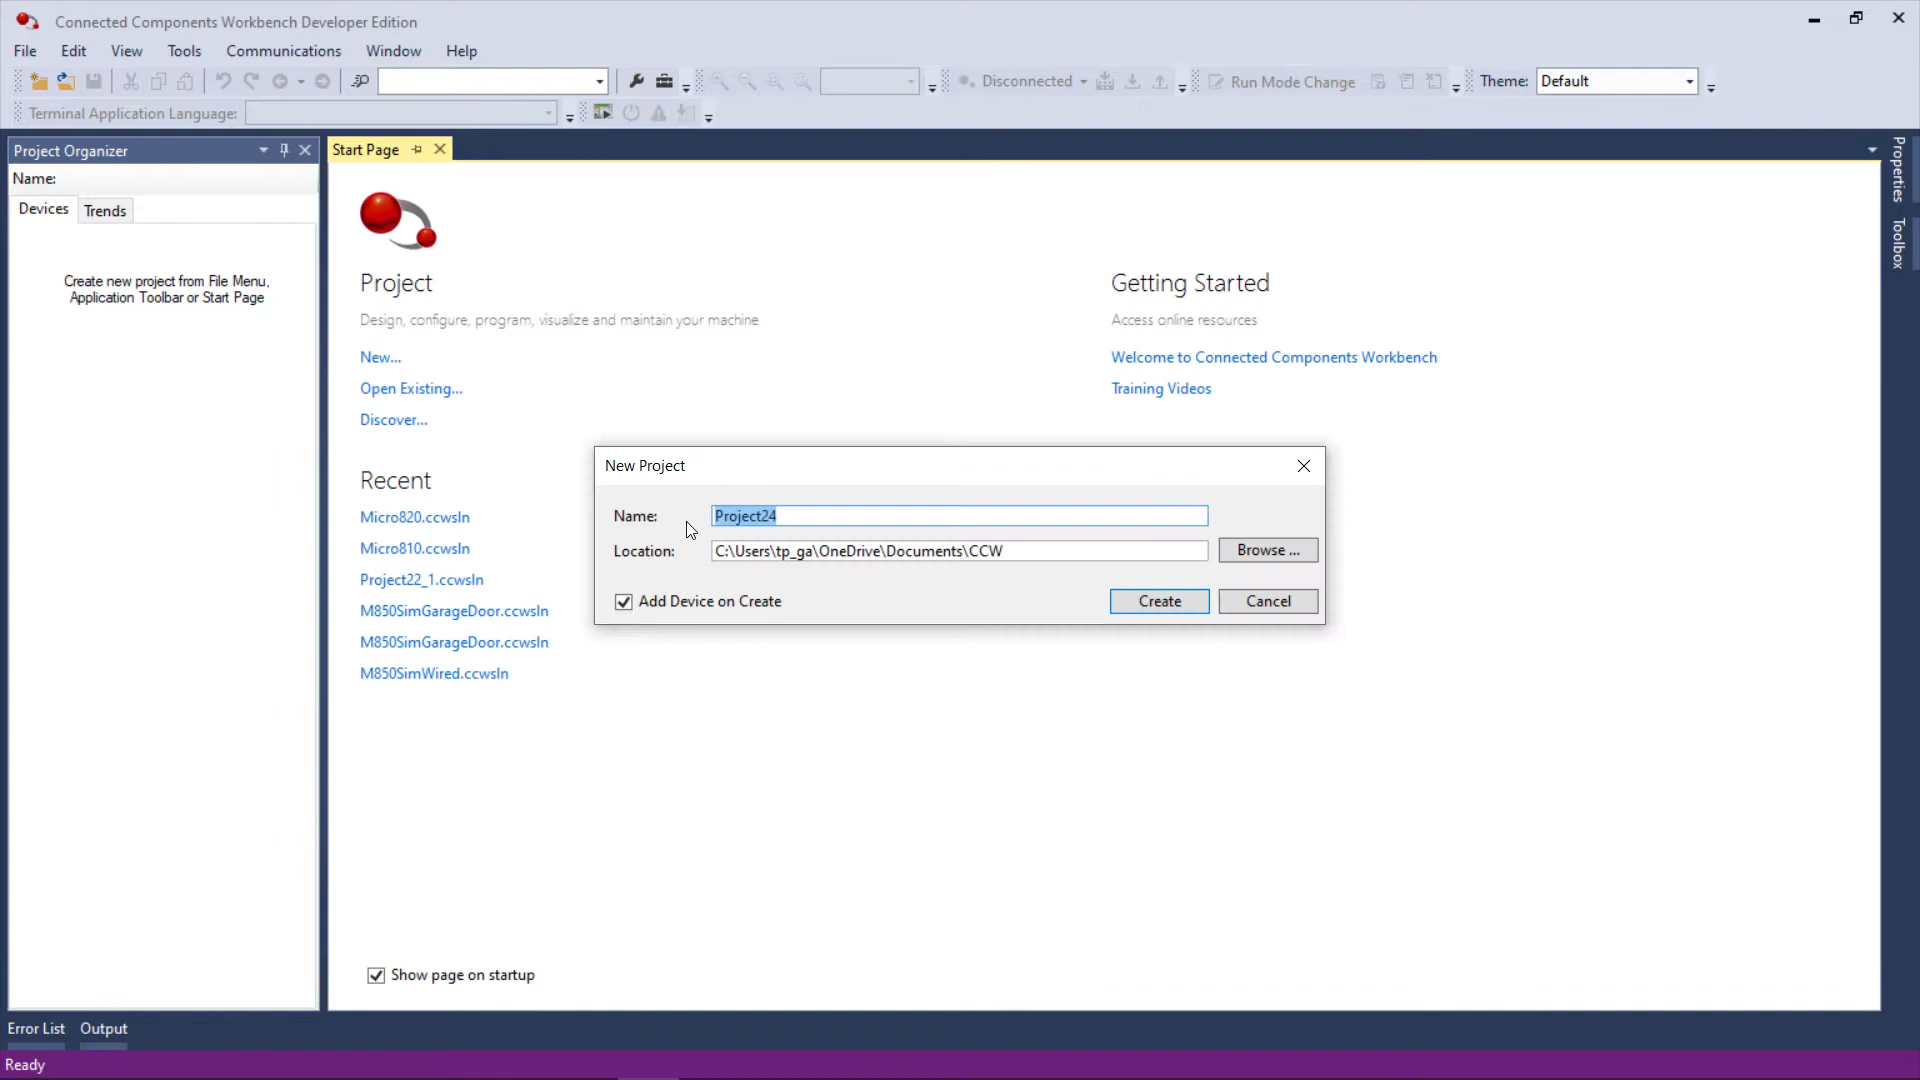 Connected Components Workbench Developer Edition
File Edit View Tools Communications Window Help
Disconnected Run Mode Change Theme: Default
Terminal Application Language:
Project Organizer
Name:
Devices Trends
Create new project from File Menu,
Application Toolbar or Start Page
Start Page
Project
Design, configure, program, visualize and maintain your machine
New...
Open Existing...
Discover...
Recent
Micro820.ccwsln
Micro810.ccwsln
Project22_1.ccwsln
M850SimGarageDoor.ccwsln
M850SimGarageDoor.ccwsln
M850SimWired.ccwsln
Getting Started
Access online resources
Welcome to Connected Components Workbench
Training Videos
New Project
Name: Project24
Location: C:\Users\tp_ga\OneDrive\Documents\CCW Browse ...
Add Device on Create Create Cancel
Show page on startup
Properties
Toolbox
Error List Output
Ready